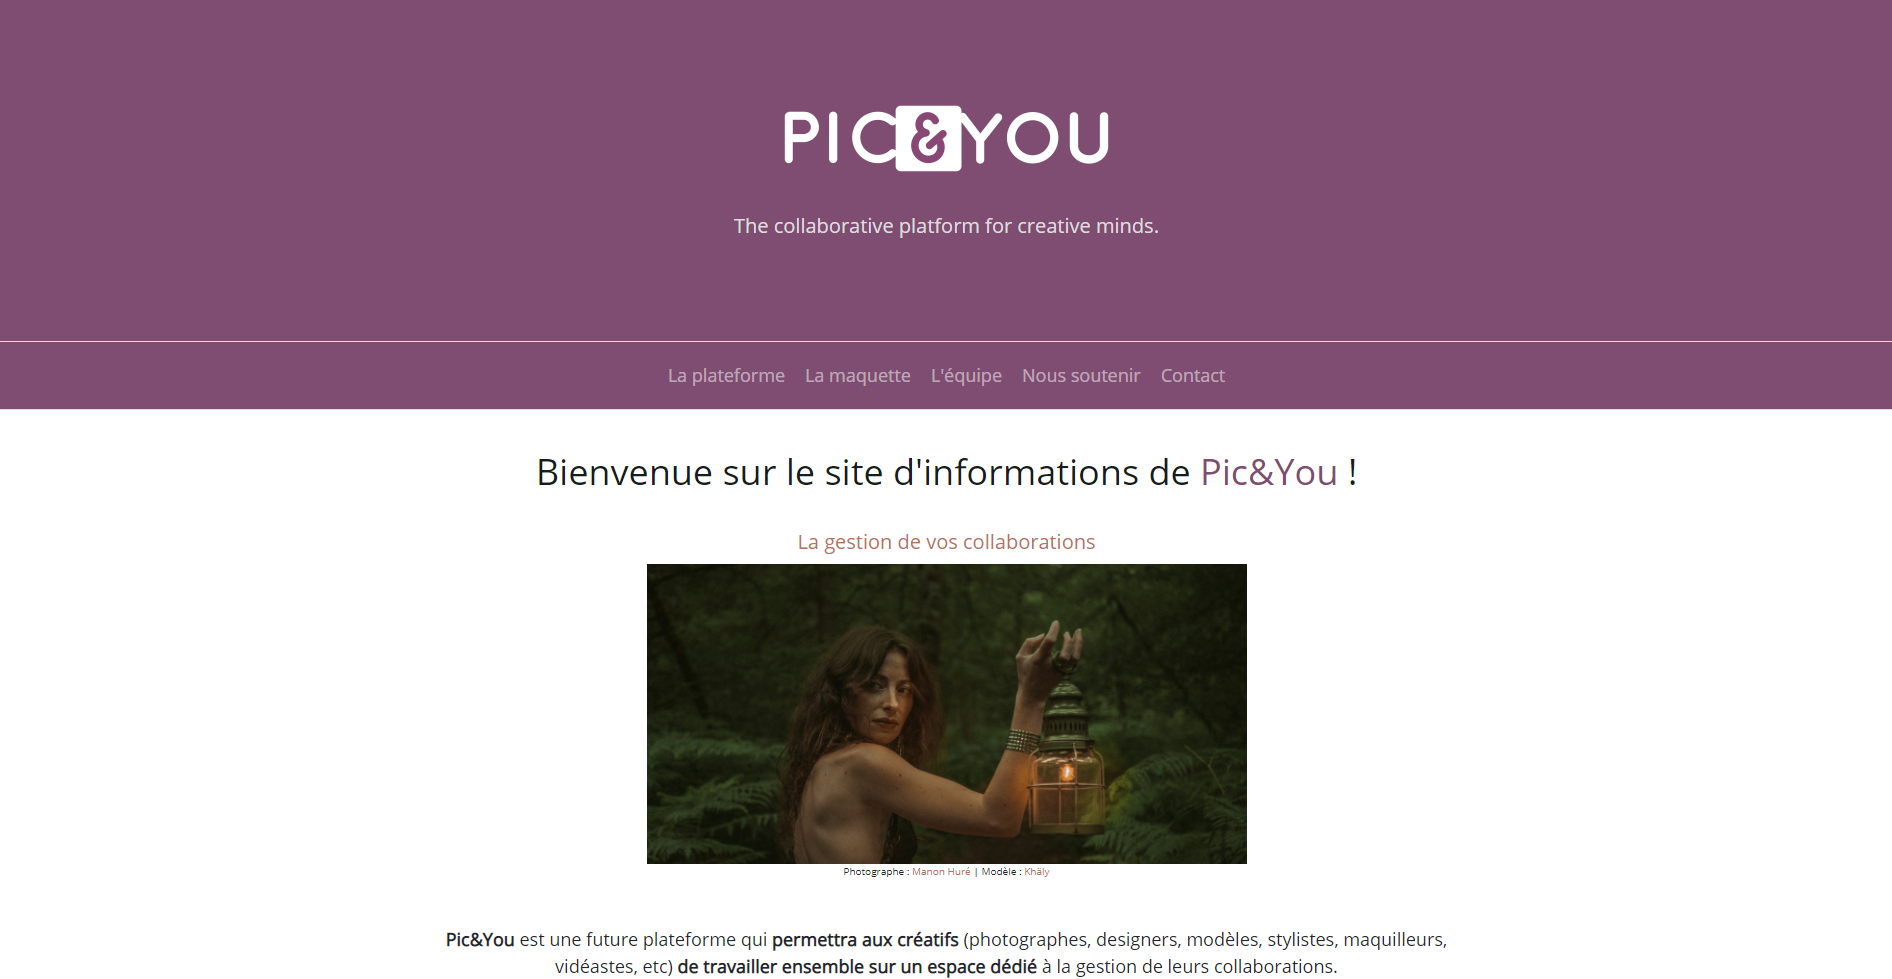 PIC&YOU
The collaborative platform for creative minds.
La plateforme La maquette L'équipe Nous soutenir Contact
Bienvenue sur le site d'informations de Pic&You !
La gestion de vos collaborations
Photographe : Manon Huré | Modèle : Khäly
Pic&You est une future plateforme qui permettra aux créatifs (photographes, designers, modèles, stylistes, maquilleurs,
vidéastes, etc) de travailler ensemble sur un espace dédié à la gestion de leurs collaborations.